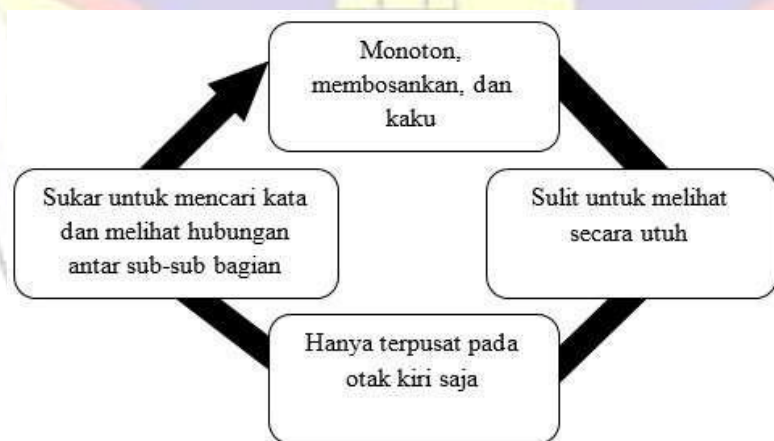 Monoton,
membosankan, dan
kaku
Sukar untuk mencari kata
dan melihat hubungan
antar sub-sub bagian
Sulit untuk melihat
secara utuh
Hanya terpusat pada
otak kiri saja